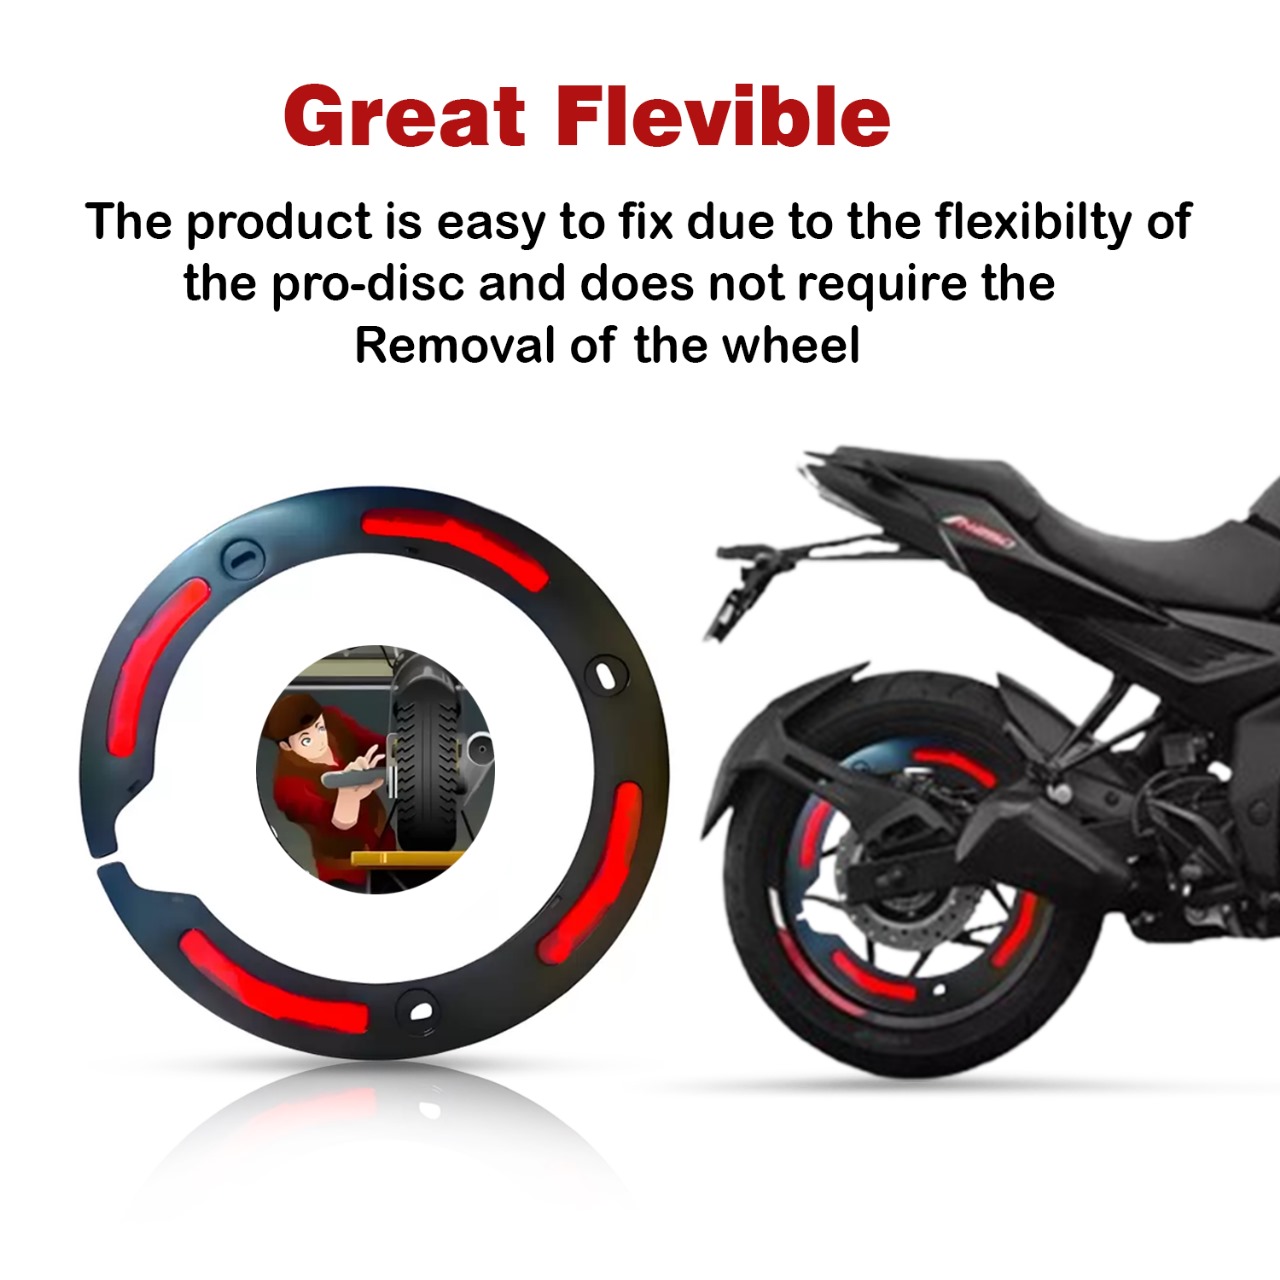 Great Flevible
The product is easy to fix due to the flexibilty of
the pro-disc and does not require the
Removal of the wheel